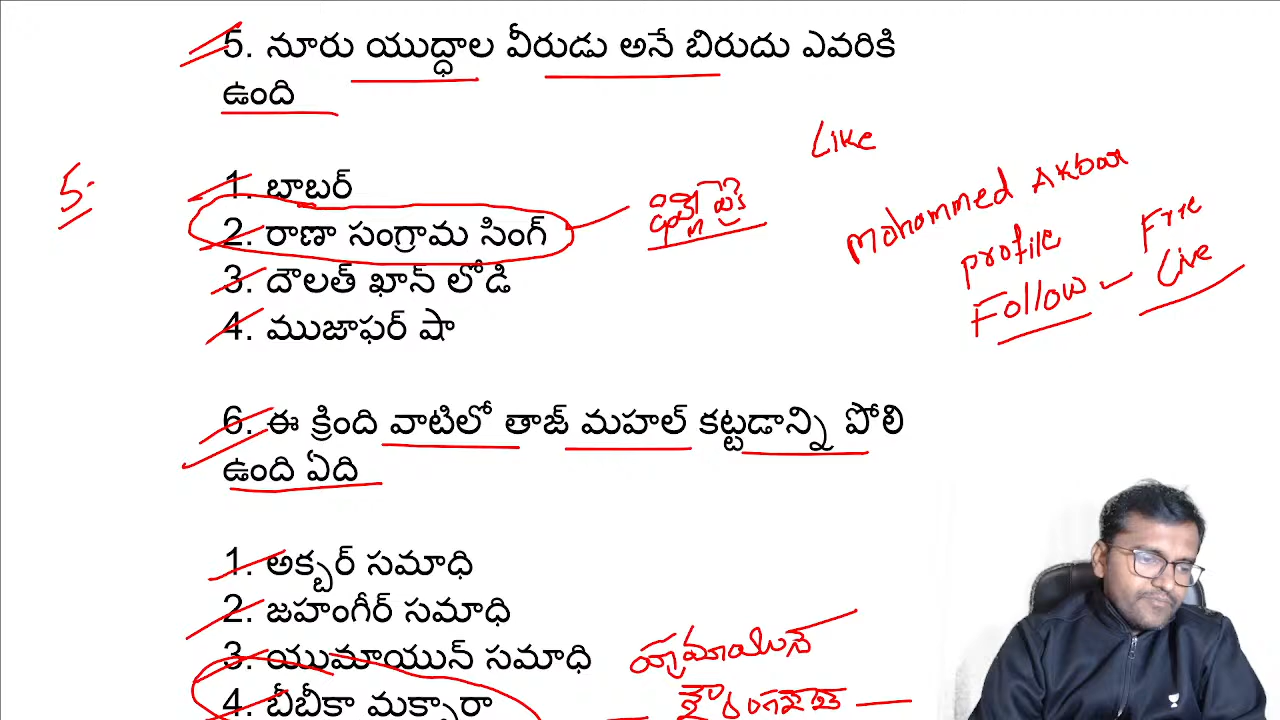 5. నూరు యుద్ధాల వీరుడు అనే బిరుదు ఎవరికి
ఉంది
Like
5.
1. బాబర్
2. రాణా సంగ్రామ సింగ్
3. దౌలత్ ఖాన్ లోడి
4. ముజాఫర్ షా
Mohammed Akbar
profile
Follow
Free
Live
6. ఈ క్రింది వాటిలో తాజ్ మహల్ కట్టడాన్ని పోలి
ఉంది ఏది
1. అక్బర్ సమాధి
2. జహంగీర్ సమాధి
3. యుమాయున్ సమాధి
4. బీబీకా మక్బారా